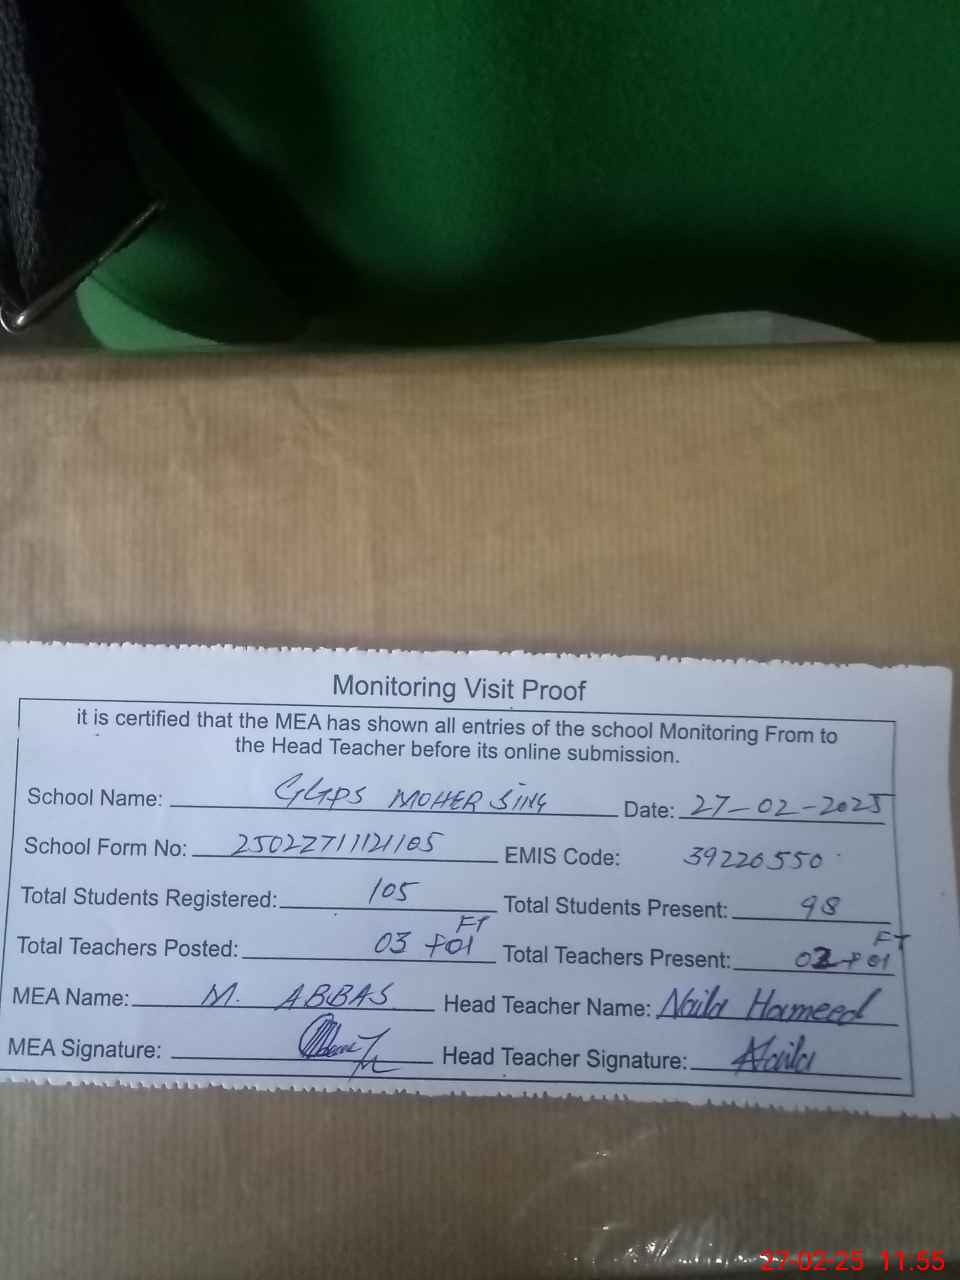 Monitoring Visit Proof
it is certified that the MEA has shown all entries of the school Monitoring From to
the Head Teacher before its online submission.
School Name: GGPS MOHER SING Date: 27-02-2025
School Form No: 25022711121105 EMIS Code: 39220550
Total Students Registered: 105 Total Students Present: 98
Total Teachers Posted: 03 +01 FT Total Teachers Present: 02+01 FT
MEA Name: M. ABBAS Head Teacher Name: Naila Hameed
MEA Signature: Head Teacher Signature: Naila
27-02-25 11.55